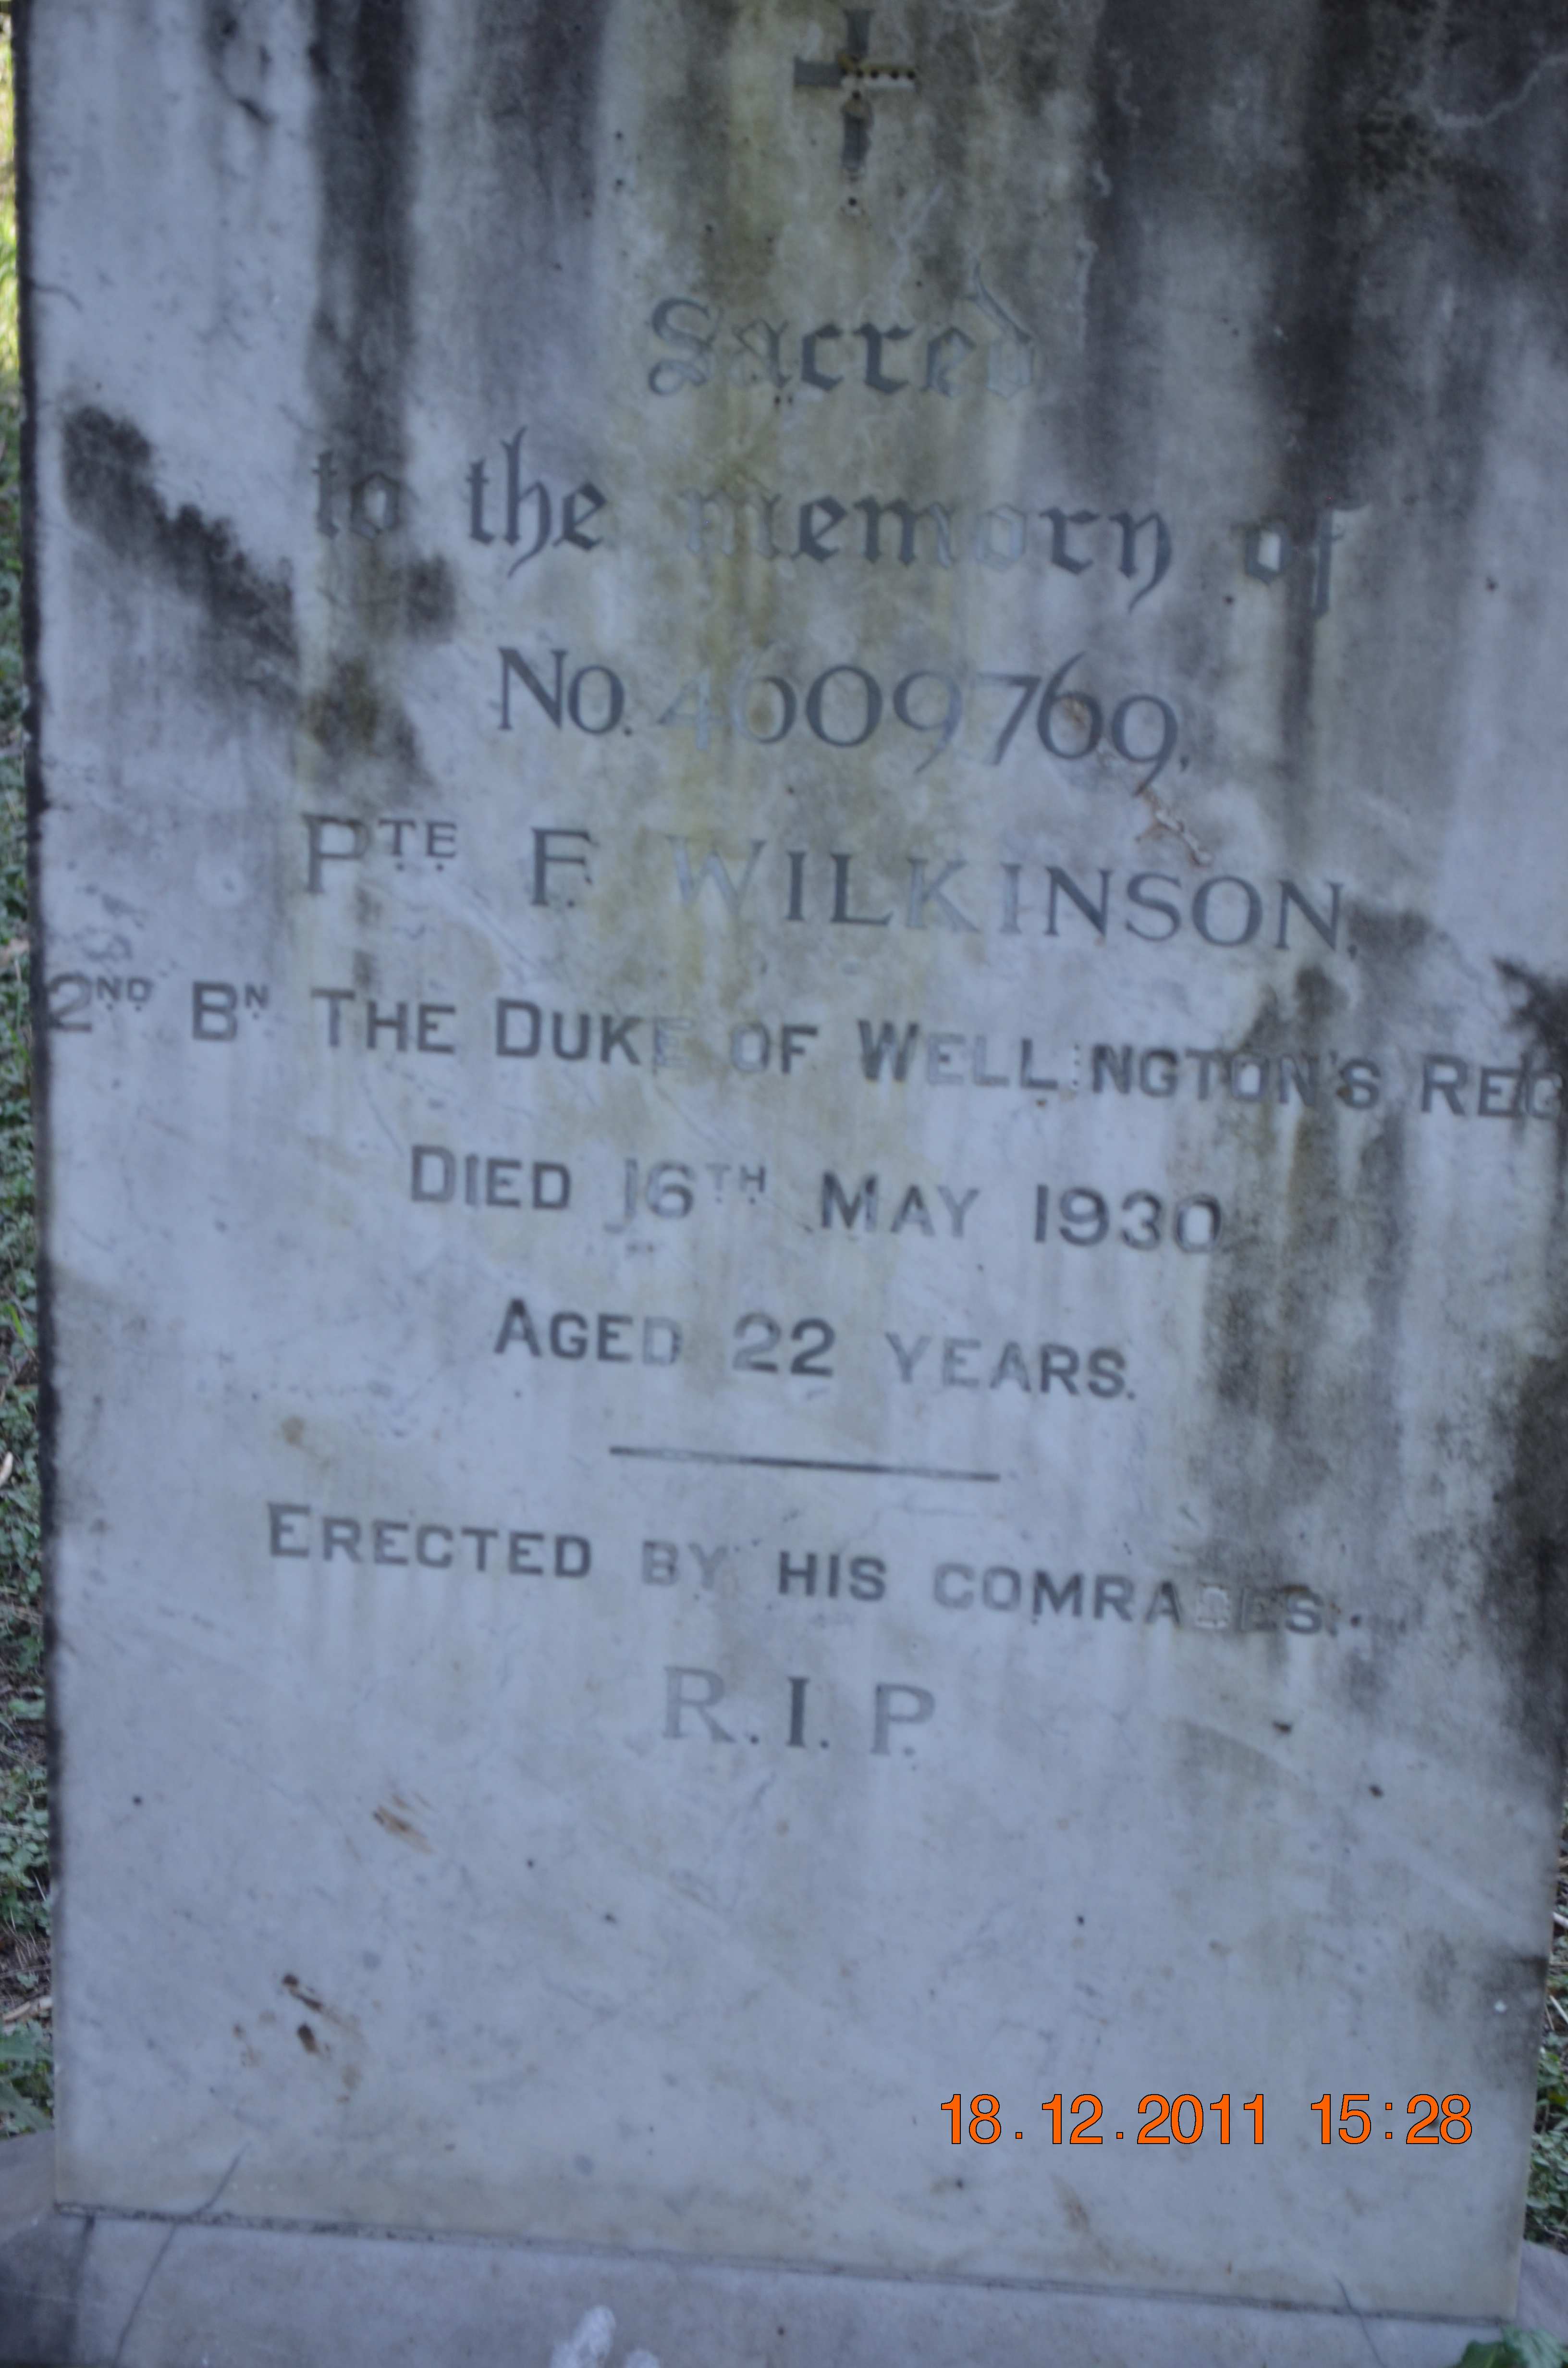 Sacred
to the memory of
No. 4609769.
PTE F. WILKINSON.
2ND BN THE DUKE OF WELLINGTON'S REG
DIED 16TH MAY 1930
AGED 22 YEARS.
ERECTED BY HIS COMRADES.
R.I.P.
18.12.2011 15:28